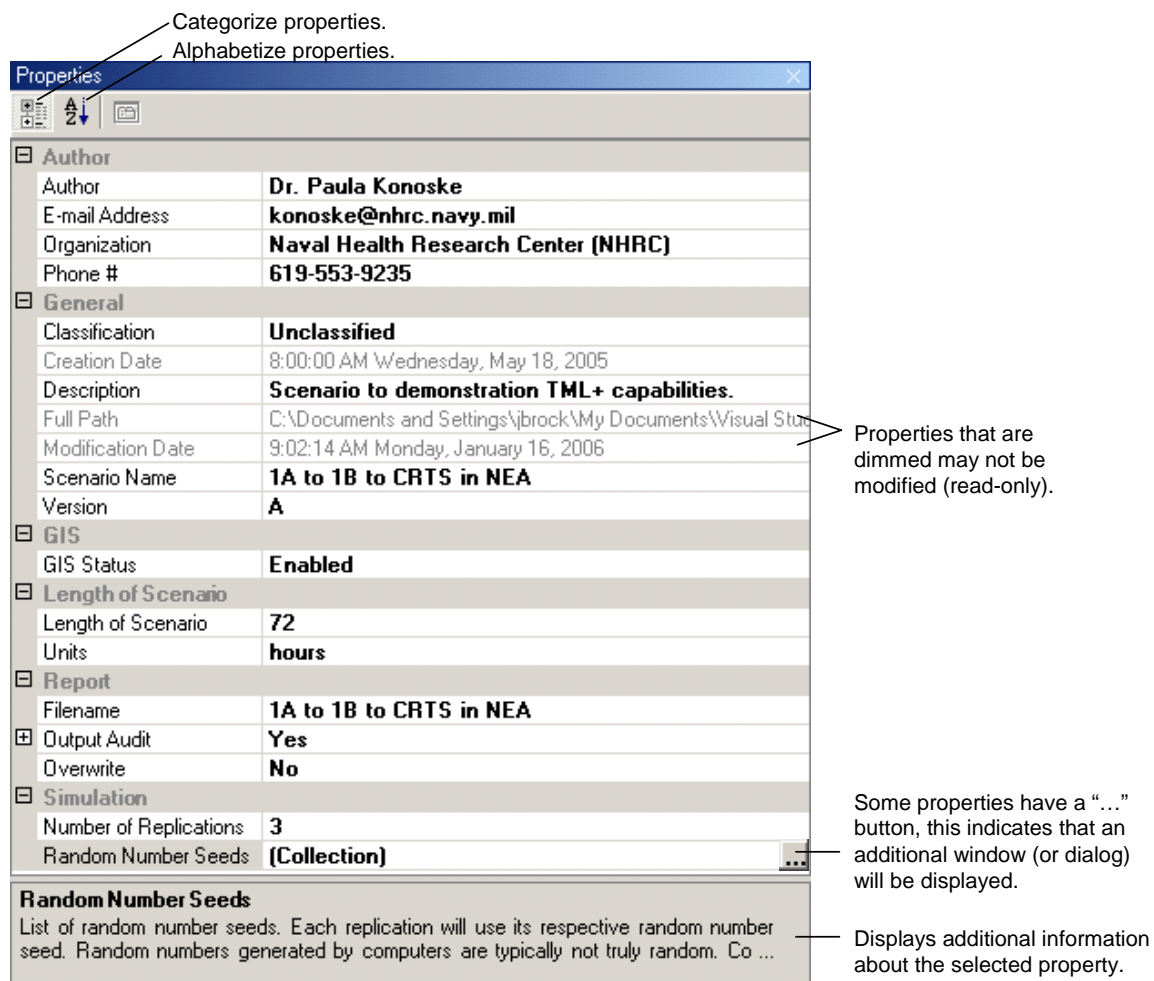 Categorize properties.
Alphabetize properties.
Properties
Author
Author Dr. Paula Konoske
E-mail Address konoske@nhrc.navy.mil
Organization Naval Health Research Center (NHRC)
Phone # 619-553-9235
General
Classification Unclassified
Creation Date 8:00:00 AM Wednesday, May 18, 2005
Description Scenario to demonstration TML+ capabilities.
Full Path C:\Documents and Settings\jbrock\My Documents\Visual Stud
Modification Date 9:02:14 AM Monday, January 16, 2006
Scenario Name 1A to 1B to CRTS in NEA
Version A
Properties that are
dimmed may not be
modified (read-only).
GIS
GIS Status Enabled
Length of Scenario
Length of Scenario 72
Units hours
Report
Filename 1A to 1B to CRTS in NEA
Output Audit Yes
Overwrite No
Simulation
Number of Replications 3
Random Number Seeds (Collection) ...
Some properties have a “…”
button, this indicates that an
additional window (or dialog)
will be displayed.
Random Number Seeds
List of random number seeds. Each replication will use its respective random number
seed. Random numbers generated by computers are typically not truly random. Co ...
Displays additional information
about the selected property.